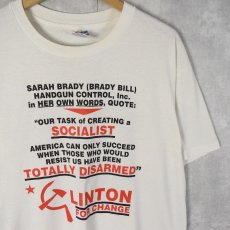 SARAH BRADY (BRADY BILL)
HANDGUN CONTROL, Inc.
in HER OWN WORDS, QUOTE:
"OUR TASK of CREATING a
SOCIALIST
AMERICA CAN ONLY SUCCEED
WHEN THOSE WHO WOULD
RESIST US HAVE BEEN
TOTALLY DISARMED"
LINTON
FOR CHANGE